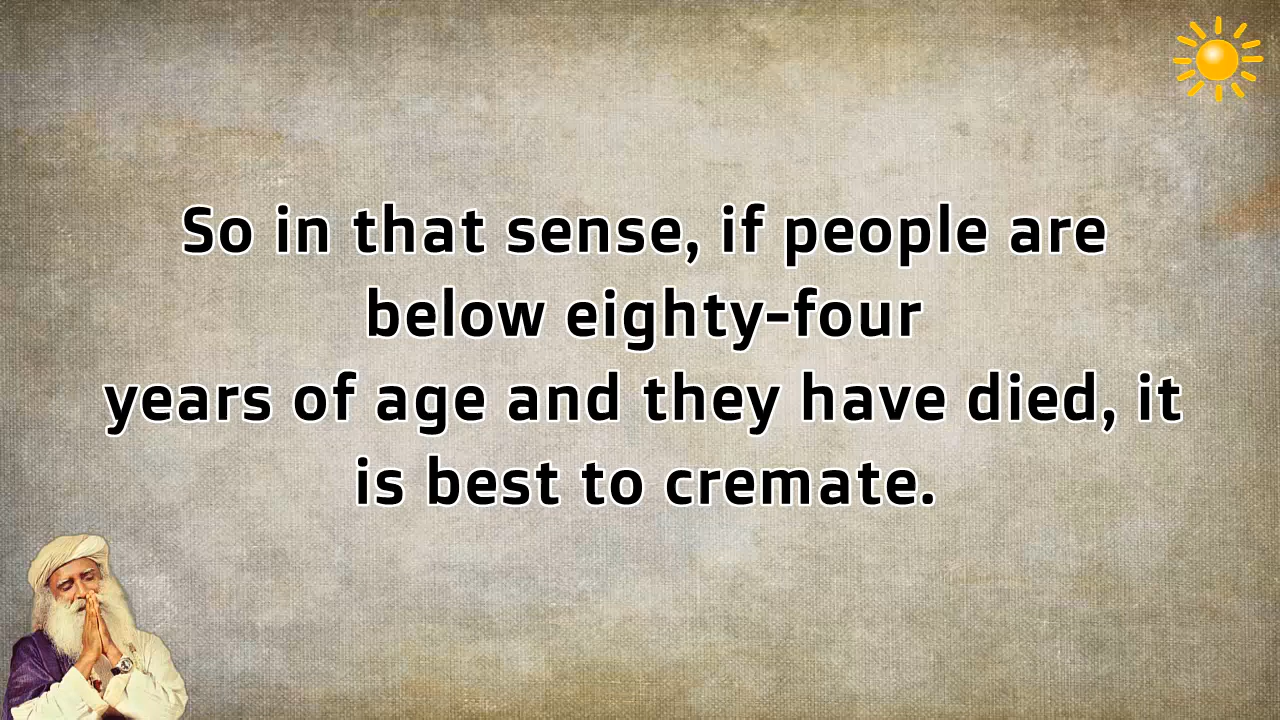 So in that sense, if people are
below eighty-four
years of age and they have died, it
is best to cremate.